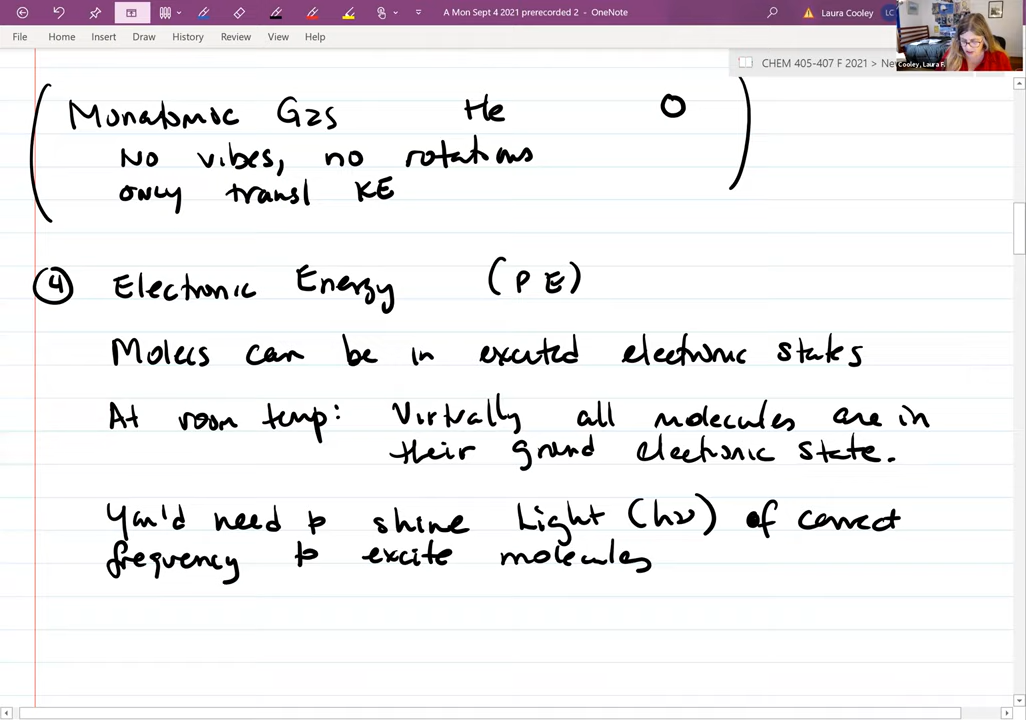 A Mon Sept 4 2021 prerecorded 2 - OneNote
Laura Cooley
LC
File Home Insert Draw History Review View Help
CHEM 405-407 F 2021 >
Cooley, Laura F.
Monatomic Gas He O
No vibes, no rotations
only transl KE
4 Electronic Energy (PE)
Molecs can be in excited electronic states
At room temp: Virtually all molecules are in
their ground electronic state.
You'd need to shine Light (hν) of correct
frequency to excite molecules